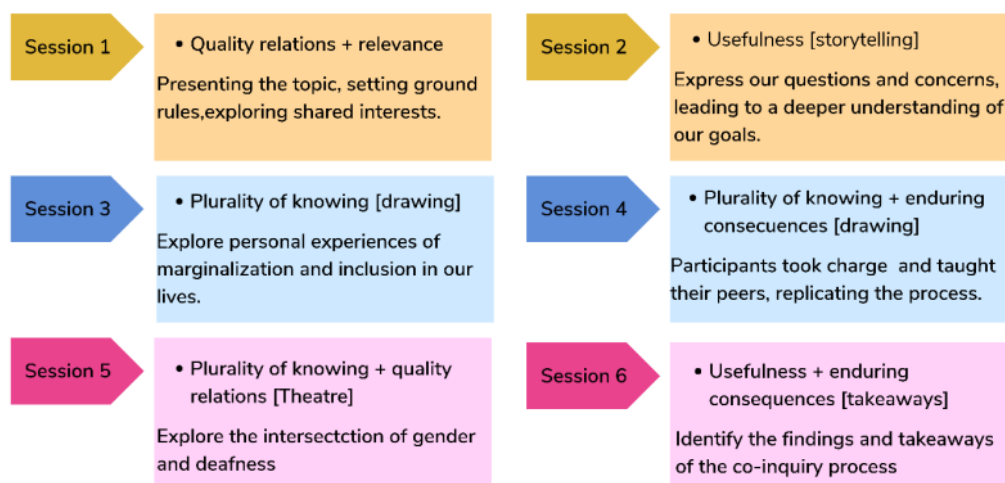 Session 1
• Quality relations + relevance
Presenting the topic, setting ground
rules,exploring shared interests.
Session 2
• Usefulness [storytelling]
Express our questions and concerns,
leading to a deeper understanding of
our goals.
Session 3
• Plurality of knowing [drawing]
Explore personal experiences of
marginalization and inclusion in our
lives.
Session 4
• Plurality of knowing + enduring
consecuences [drawing]
Participants took charge and taught
their peers, replicating the process.
Session 5
• Plurality of knowing + quality
relations [Theatre]
Explore the intersectction of gender
and deafness
Session 6
• Usefulness + enduring
consequences [takeaways]
Identify the findings and takeaways
of the co-inquiry process